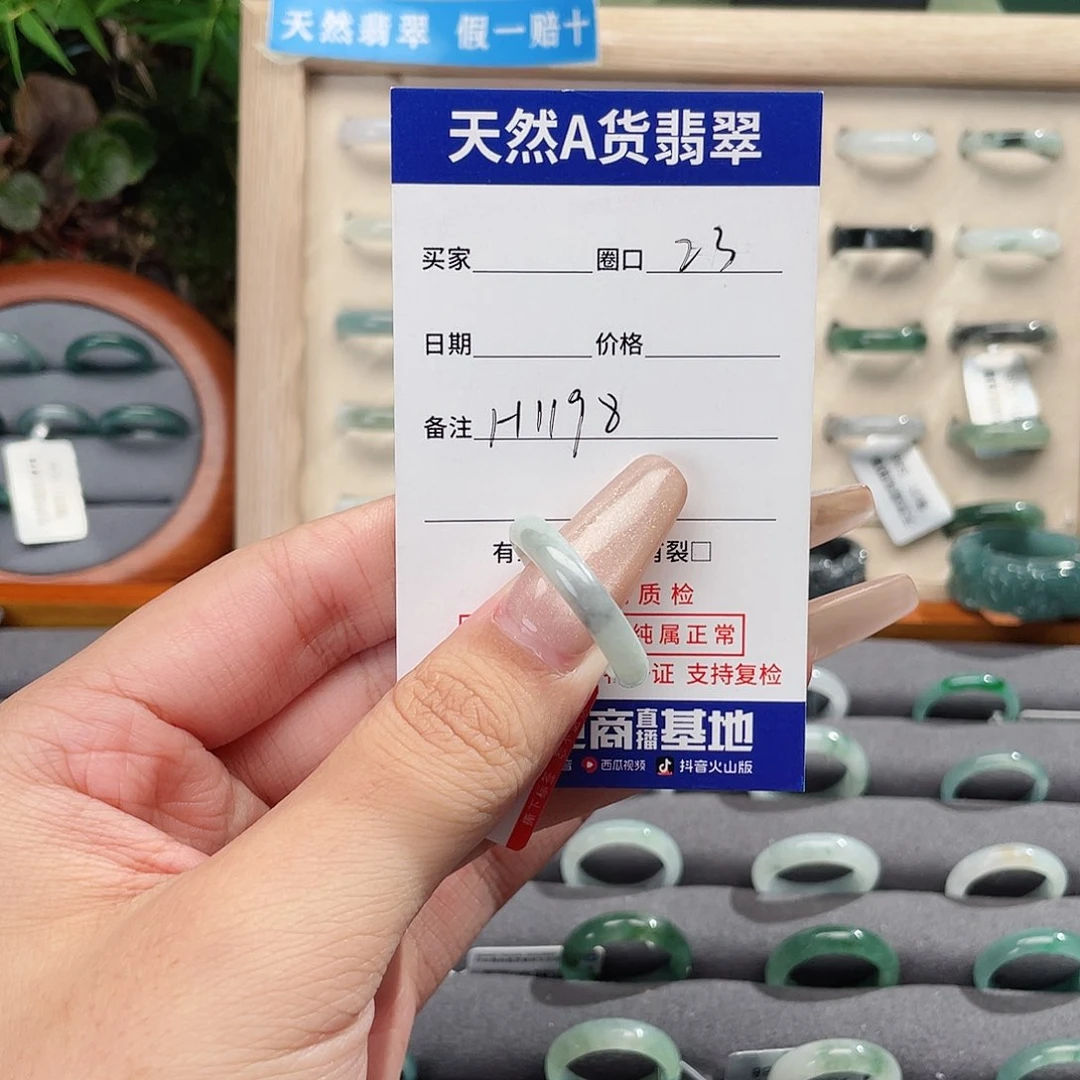 天然翡翠 假一赔十
天然A货翡翠
买家 圈口 23
日期 价格
备注 H1198
有 有裂□
质检
纯属正常
证 支持复检
商直播基地
音 西瓜视频 抖音火山版